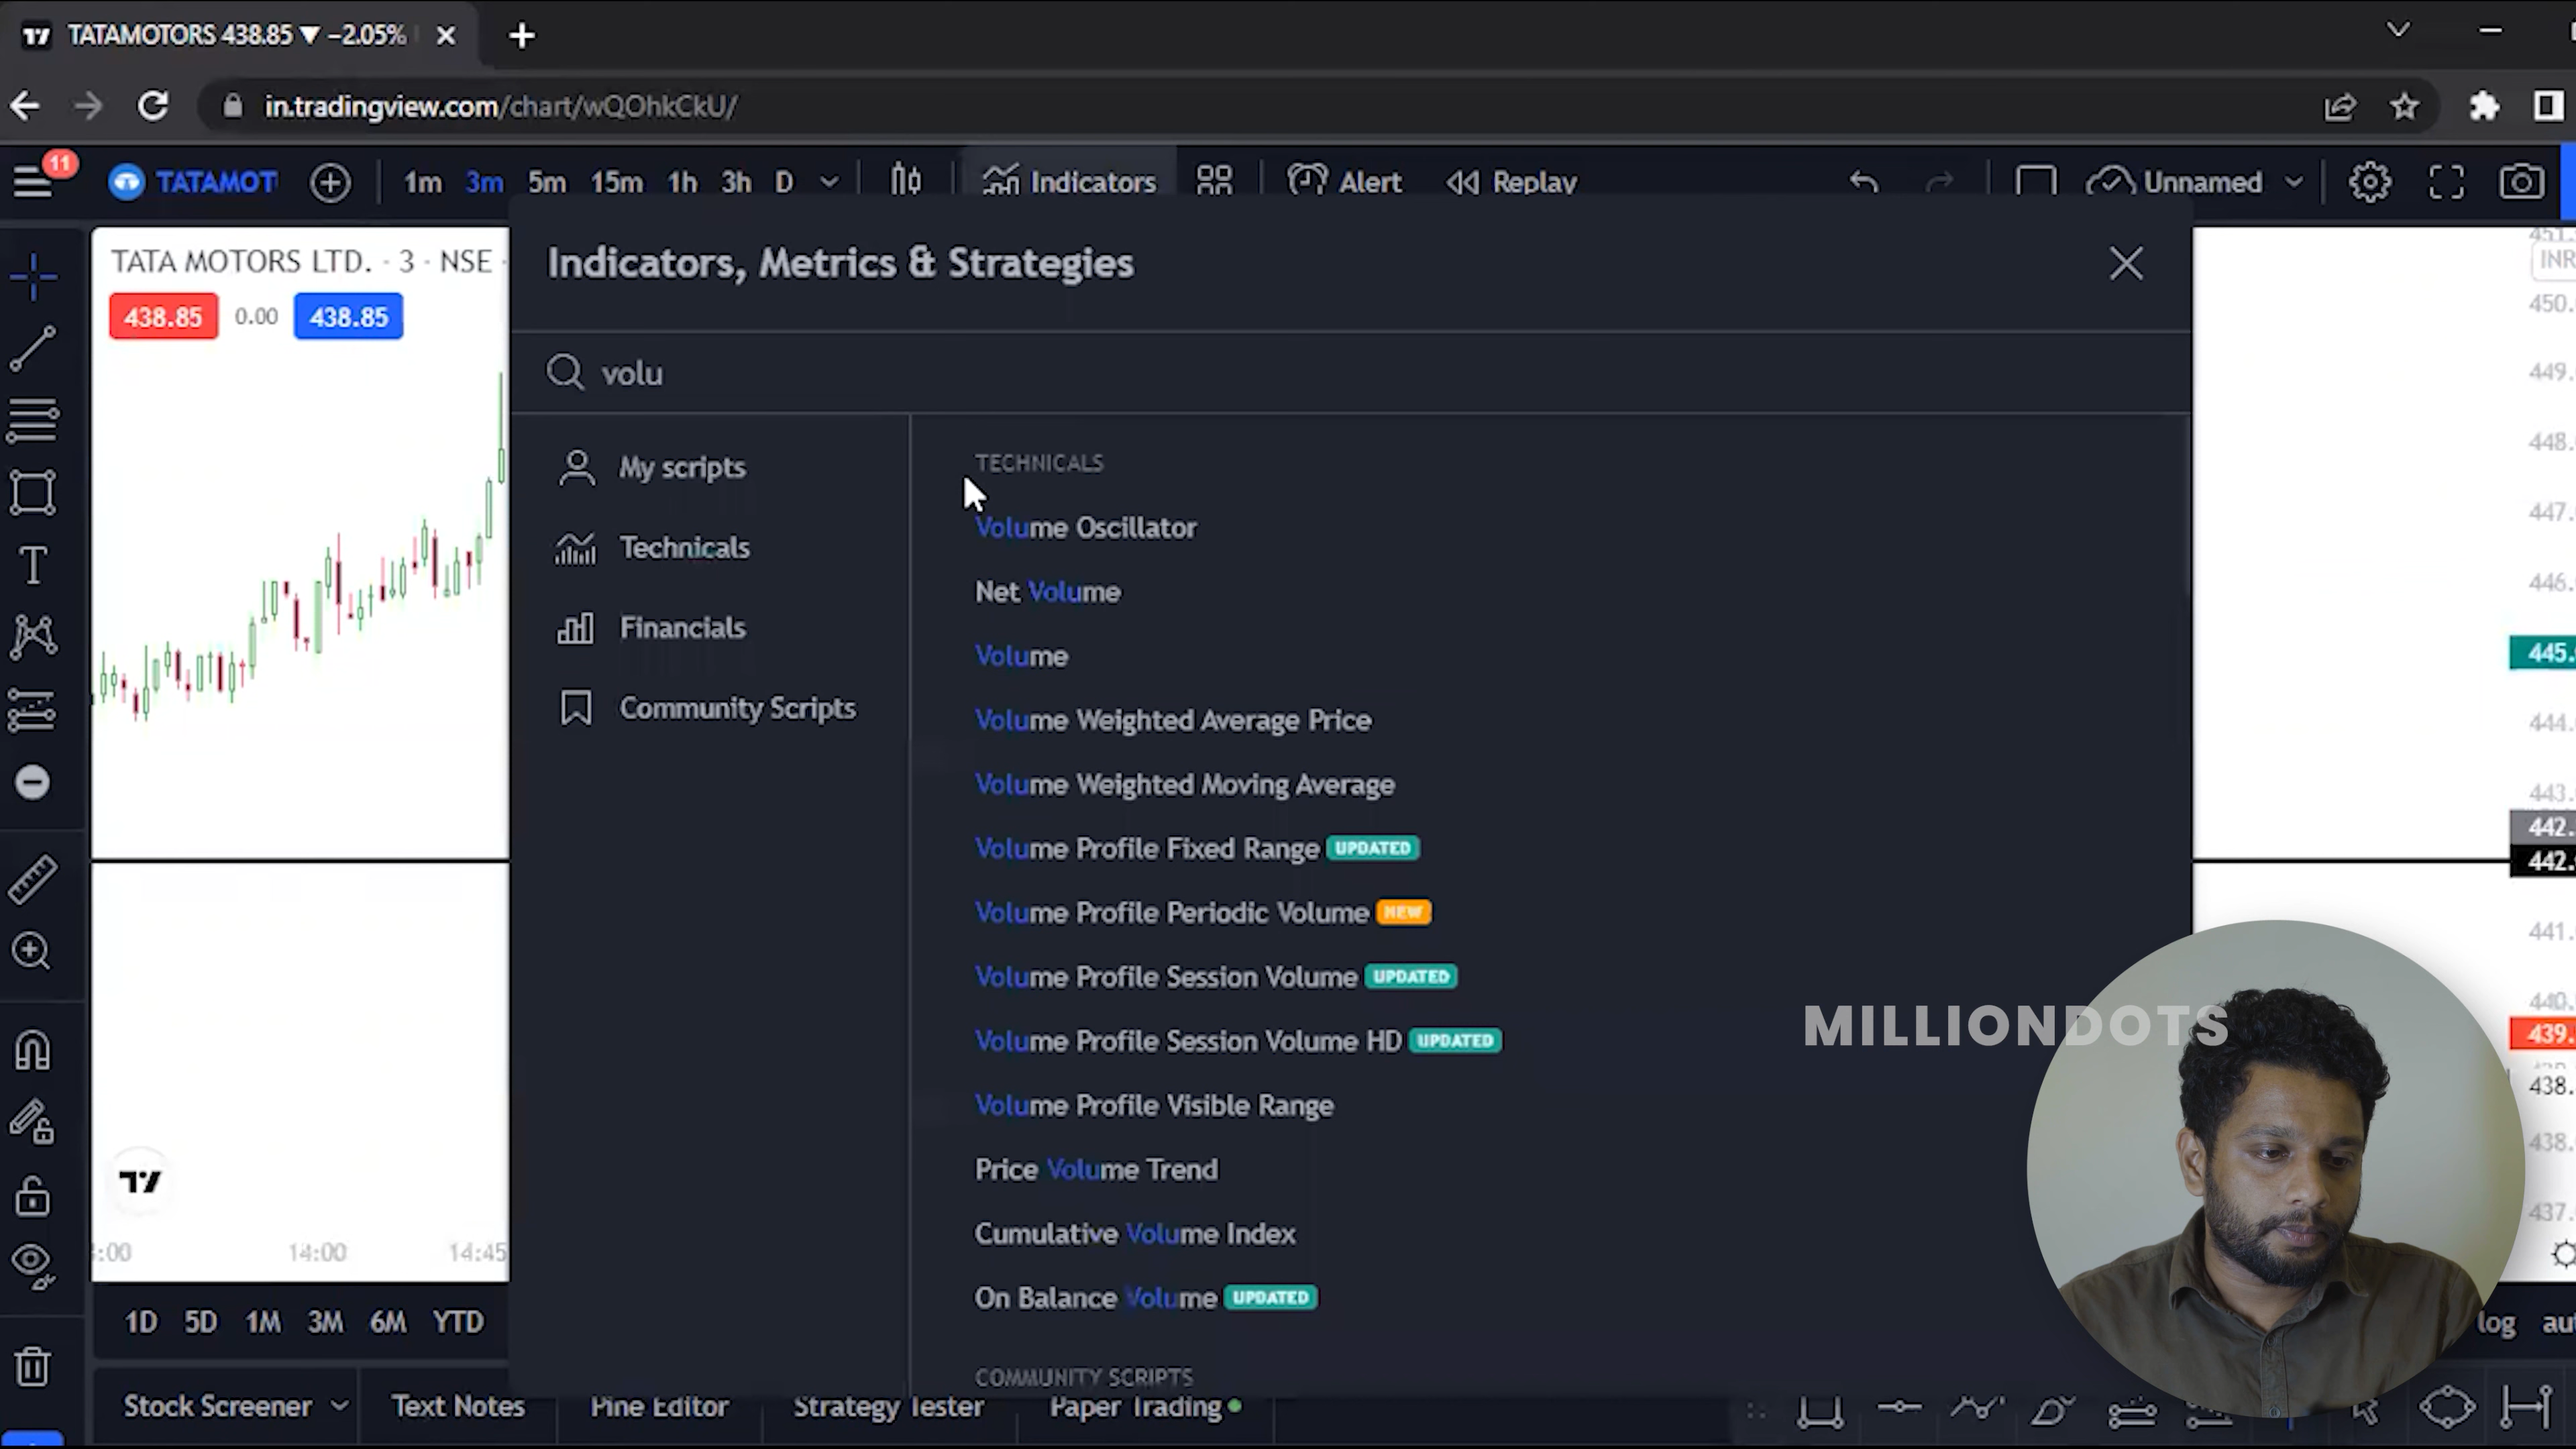 TATAMOTORS 438.85 ▼ −2.05%
in.tradingview.com/chart/wQOhkCkU/
11
TATAMOT
1m 3m 5m 15m 1h 3h D
Indicators
Alert
Replay
Unnamed
TATA MOTORS LTD. · 3 · NSE ·
438.85 0.00 438.85
Indicators, Metrics & Strategies
volu
My scripts
Technicals
Financials
Community Scripts
TECHNICALS
Volume Oscillator
Net Volume
Volume
Volume Weighted Average Price
Volume Weighted Moving Average
Volume Profile Fixed Range UPDATED
Volume Profile Periodic Volume NEW
Volume Profile Session Volume UPDATED
Volume Profile Session Volume HD UPDATED
Volume Profile Visible Range
Price Volume Trend
Cumulative Volume Index
On Balance Volume UPDATED
COMMUNITY SCRIPTS
INR
450.
449.
448.
447.
446.
445.
444.
443.
442.
442.
441.
440.
439.
438.
438.
437.
MILLIONDOTS
:00 14:00 14:45
1D 5D 1M 3M 6M YTD
log au
Stock Screener Text Notes Pine Editor Strategy Tester Paper Trading